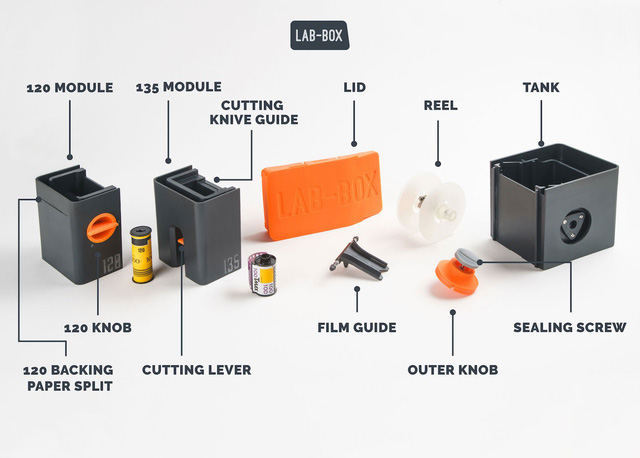 LAB-BOX
120 MODULE
135 MODULE
CUTTING
KNIVE GUIDE
LID
REEL
TANK
LAB-BOX
120
135
120 KNOB
120 BACKING
PAPER SPLIT
CUTTING LEVER
FILM GUIDE
OUTER KNOB
SEALING SCREW